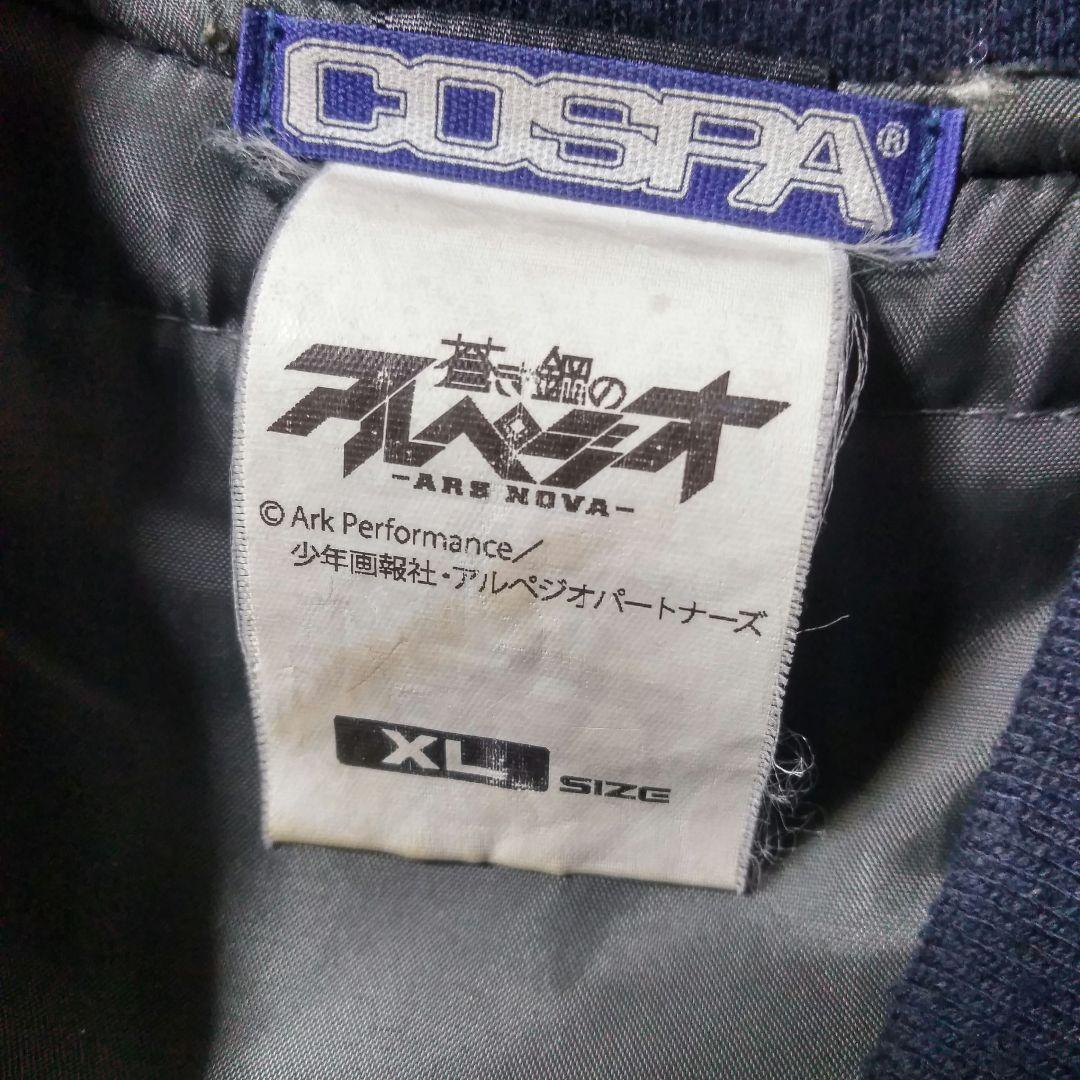 COSPA®
蒼き鋼の
アルペジオ
-ARS NOVA-
© Ark Performance/
少年画報社・アルペジオパートナーズ
XL SIZE